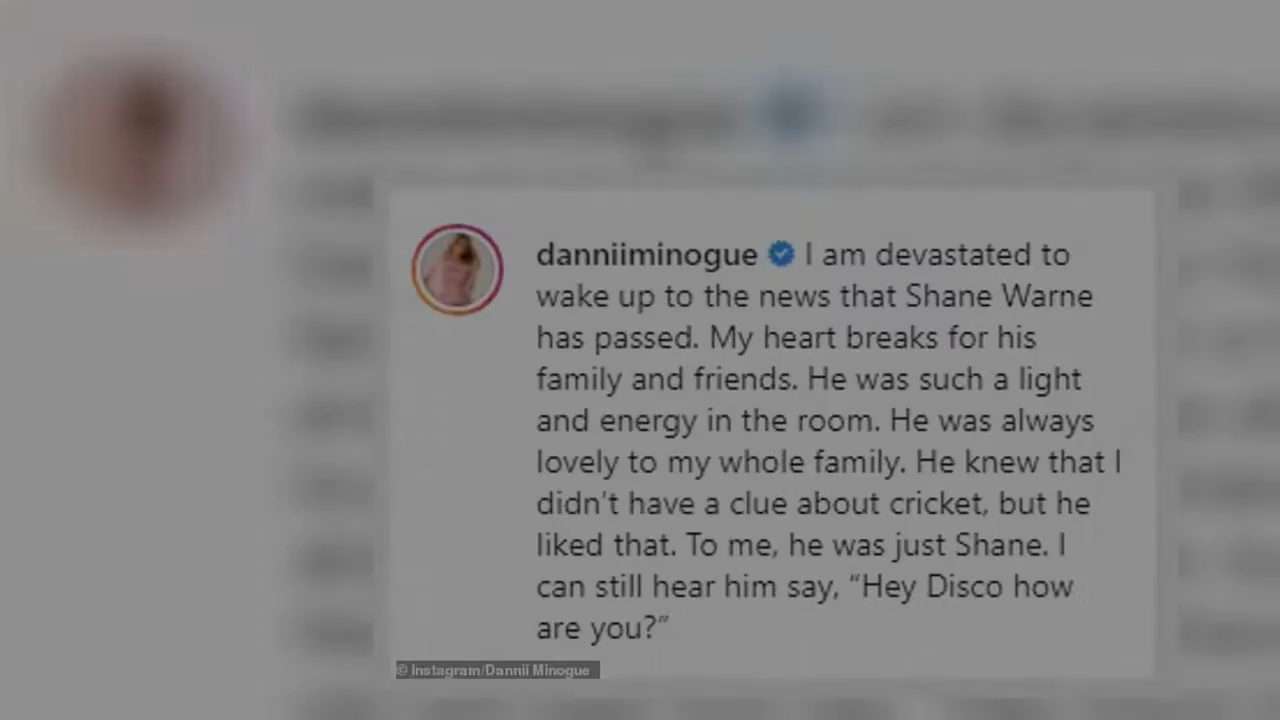 danniiminogue I am devastated to
wake up to the news that Shane Warne
has passed. My heart breaks for his
family and friends. He was such a light
and energy in the room. He was always
lovely to my whole family. He knew that I
didn't have a clue about cricket, but he
liked that. To me, he was just Shane. I
can still hear him say, “Hey Disco how
are you?”
© Instagram/Dannii Minogue